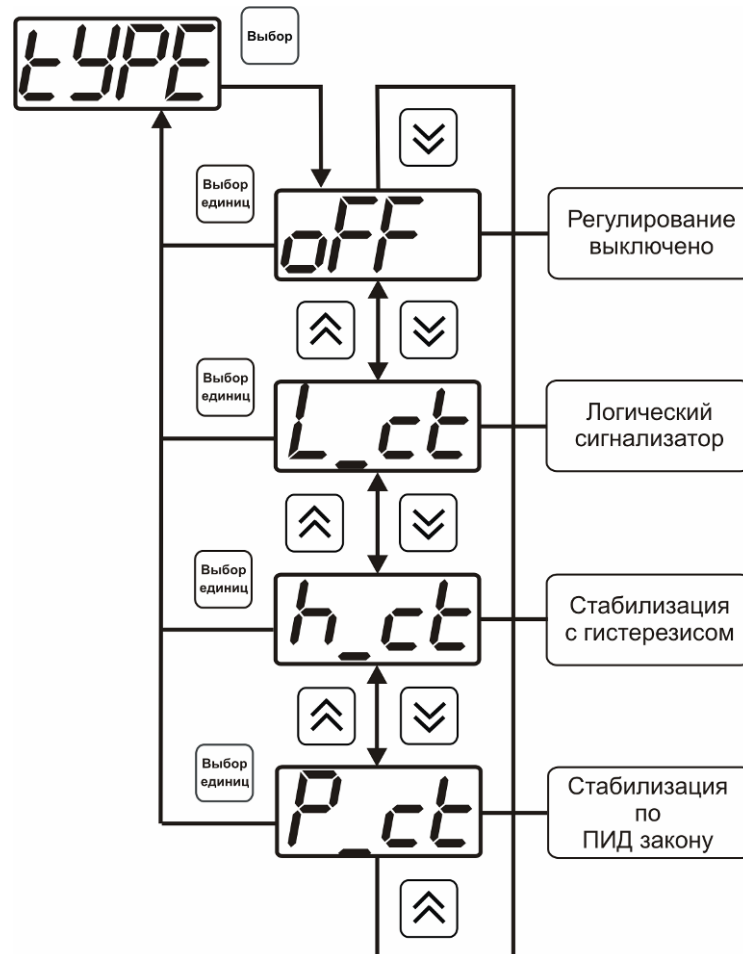 tYPE
Выбор
Выбор
единиц
oFF
Регулирование
выключено
Выбор
единиц
L_ct
Логический
сигнализатор
Выбор
единиц
h_ct
Стабилизация
с гистерезисом
Выбор
единиц
P_ct
Стабилизация
по
ПИД закону